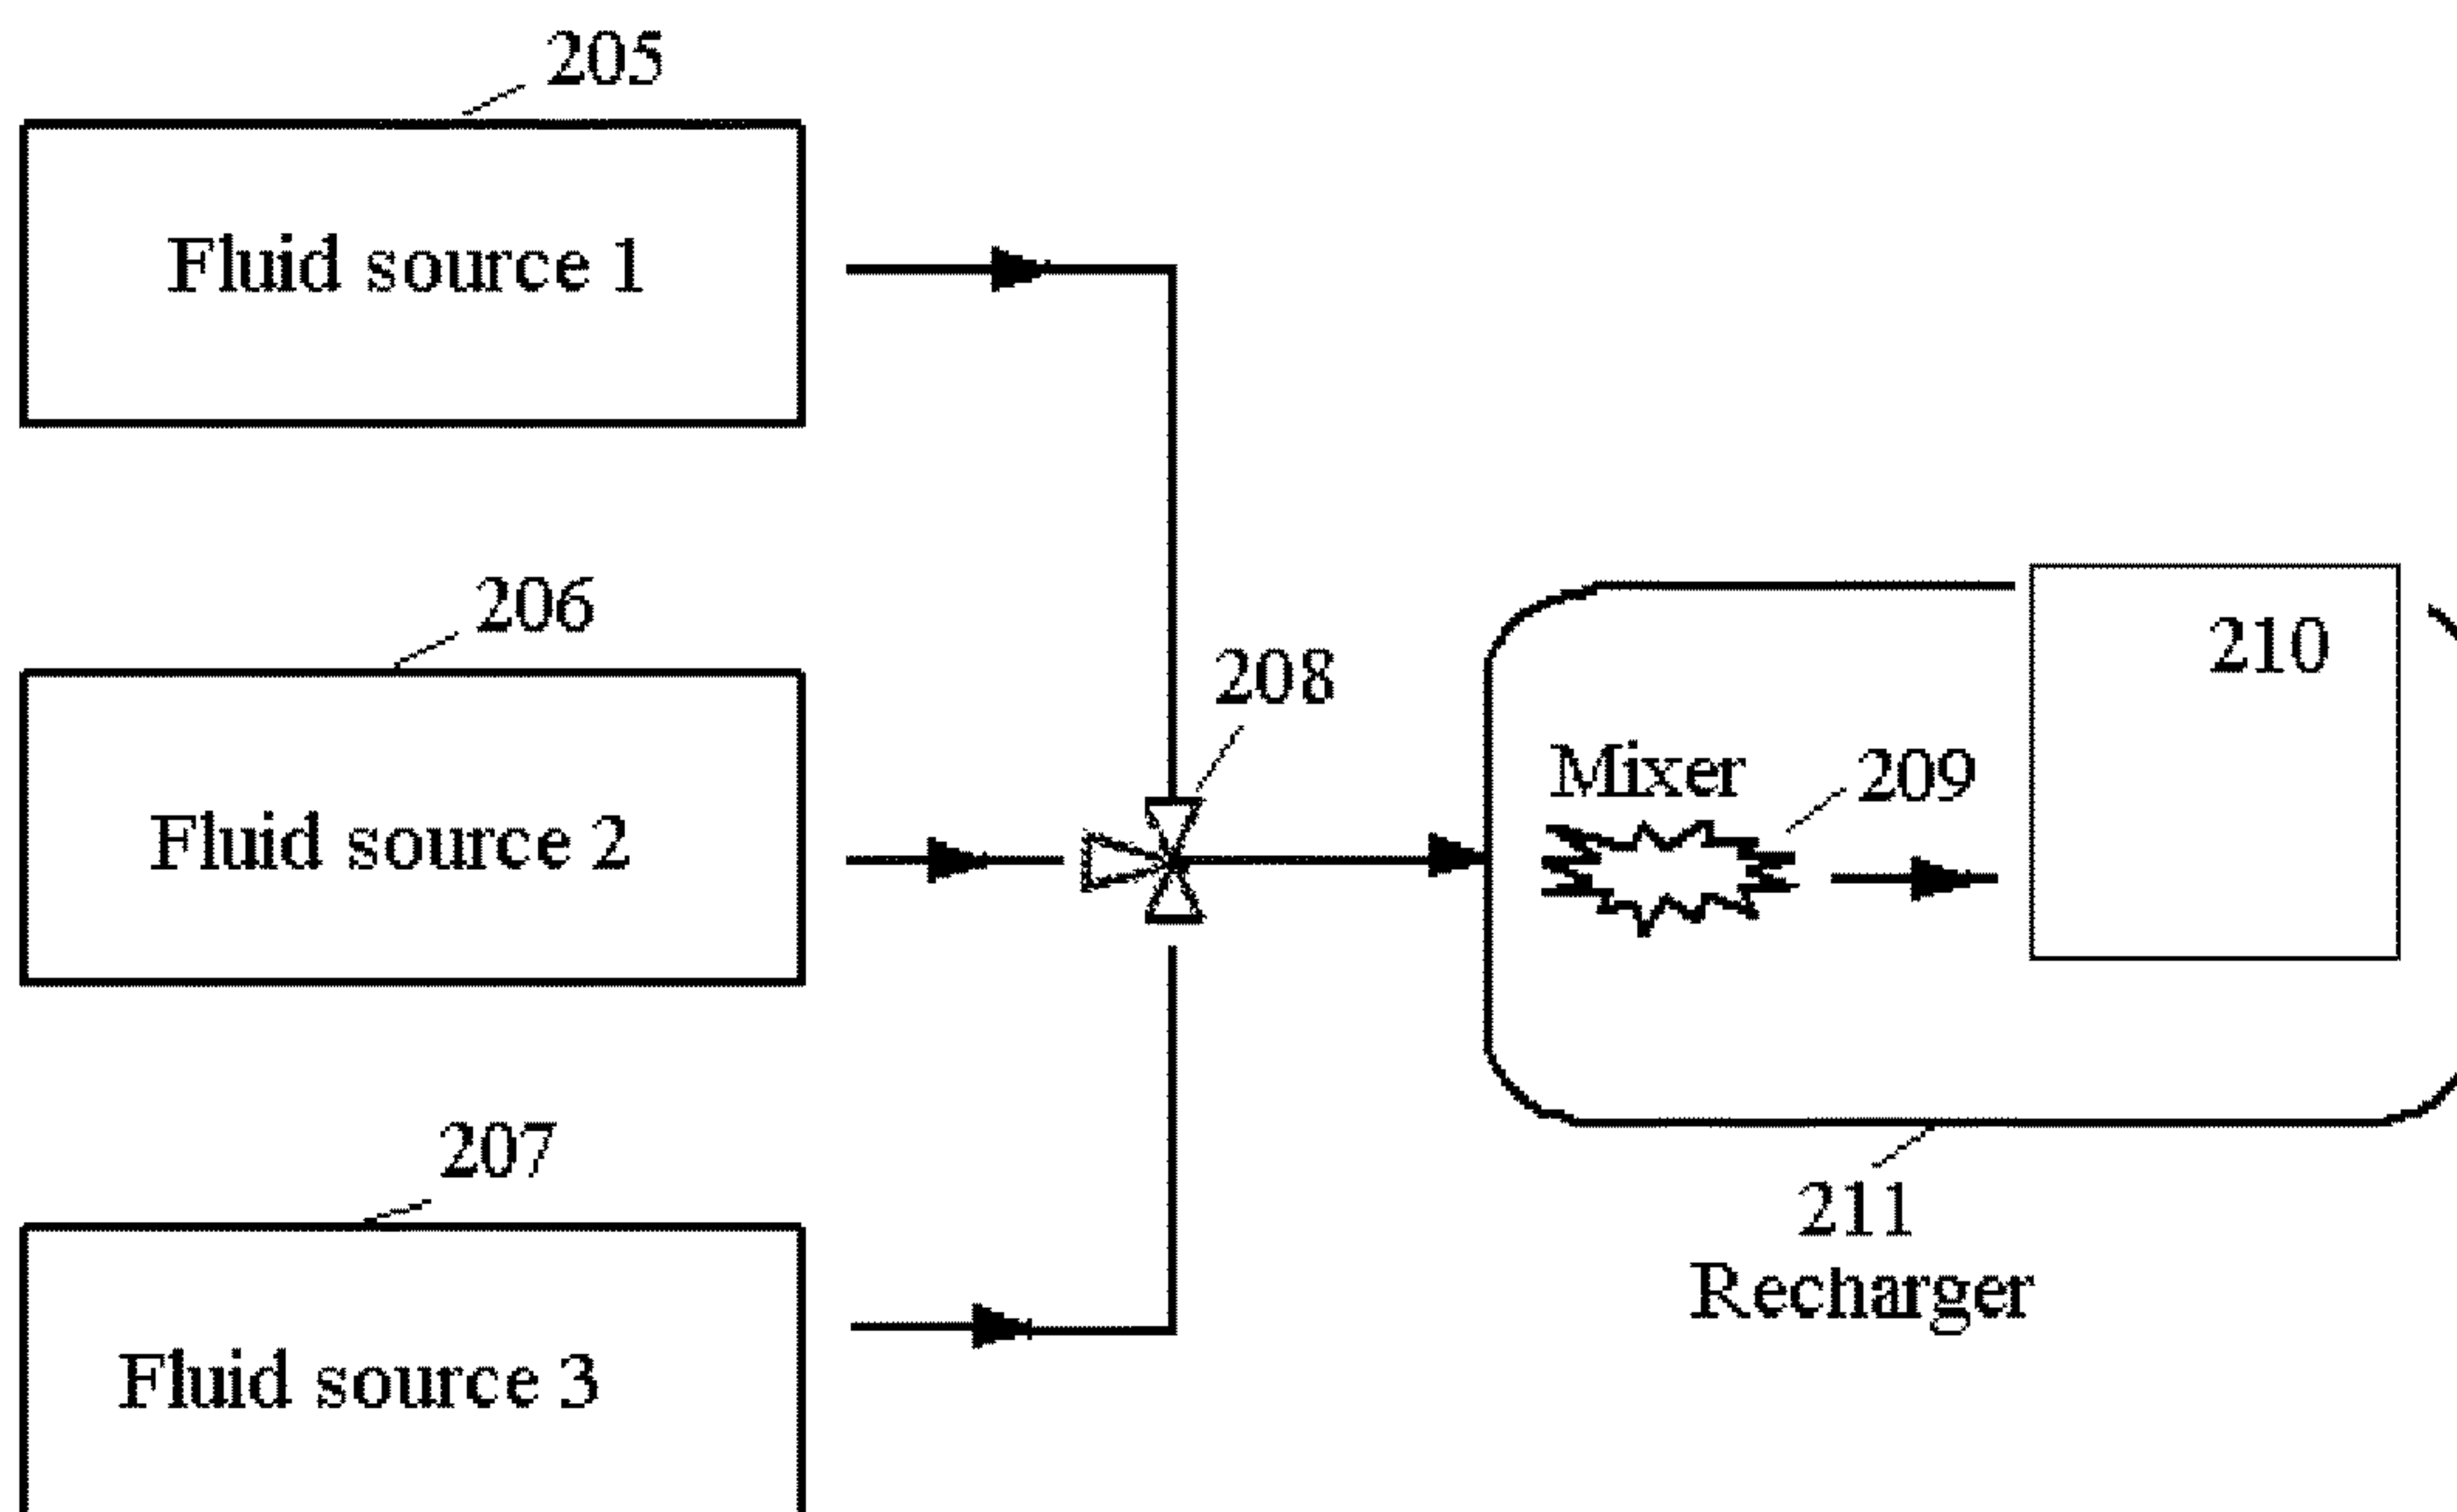 205
Fluid source 1
206
Fluid source 2
208
210
Mixer
209
207
Fluid source 3
211
Recharger